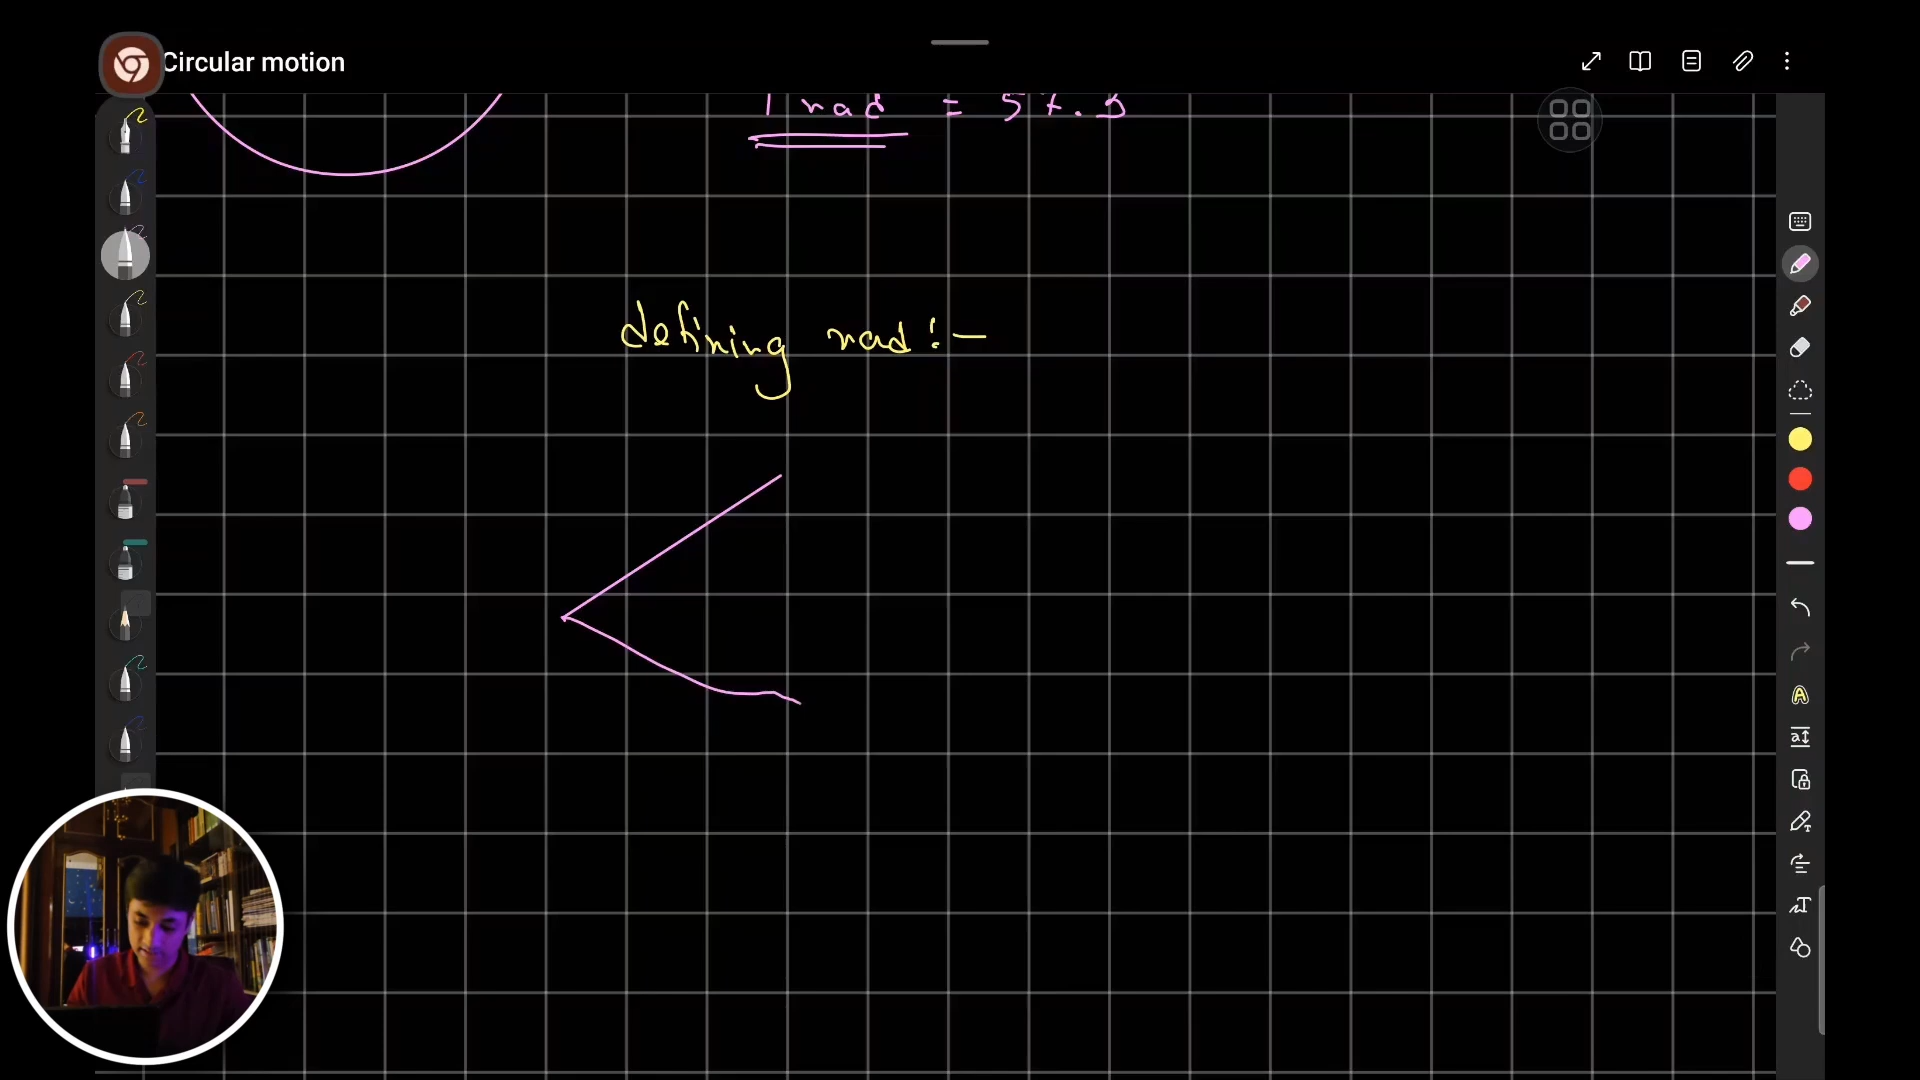 Circular motion
1 rad = 57.3
defining rad :-